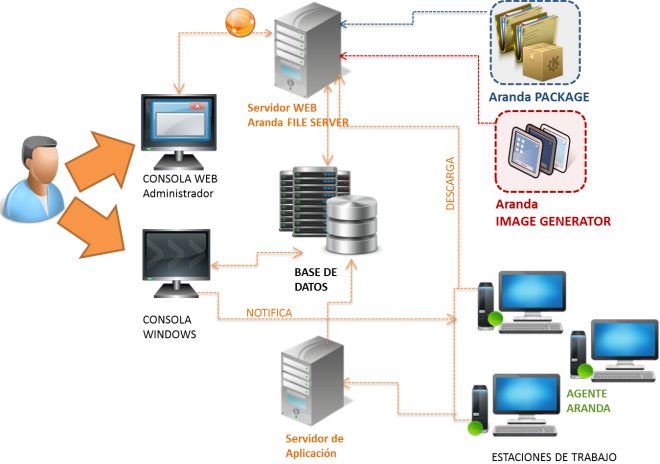 Aranda PACKAGE
Servidor WEB
Aranda FILE SERVER
CONSOLA WEB
Administrador
DESCARGA
Aranda
IMAGE GENERATOR
BASE DE
DATOS
CONSOLA
WINDOWS
NOTIFICA
AGENTE
ARANDA
Servidor de
Aplicación
ESTACIONES DE TRABAJO